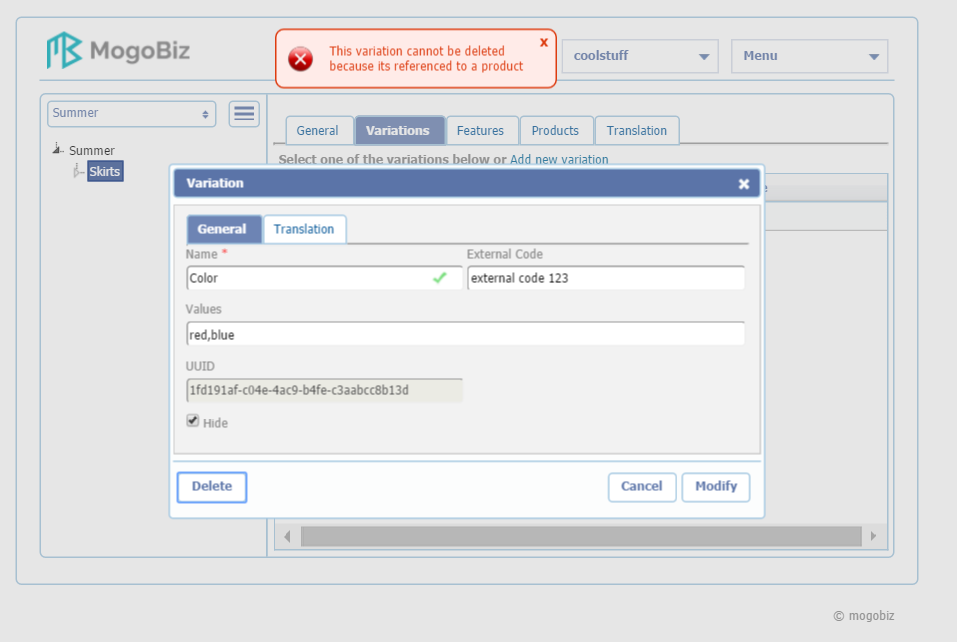 MogoBiz
This variation cannot be deleted
because its referenced to a product
x
coolstuff
Menu
Summer
General
Variations
Features
Products
Translation
Summer
Skirts
Select one of the variations below or Add new variation
Variation
General
Translation
Name *
External Code
Color
external code 123
Values
red,blue
UUID
1fd191af-c04e-4ac9-b4fe-c3aabcc8b13d
Hide
Delete
Cancel
Modify
© mogobiz